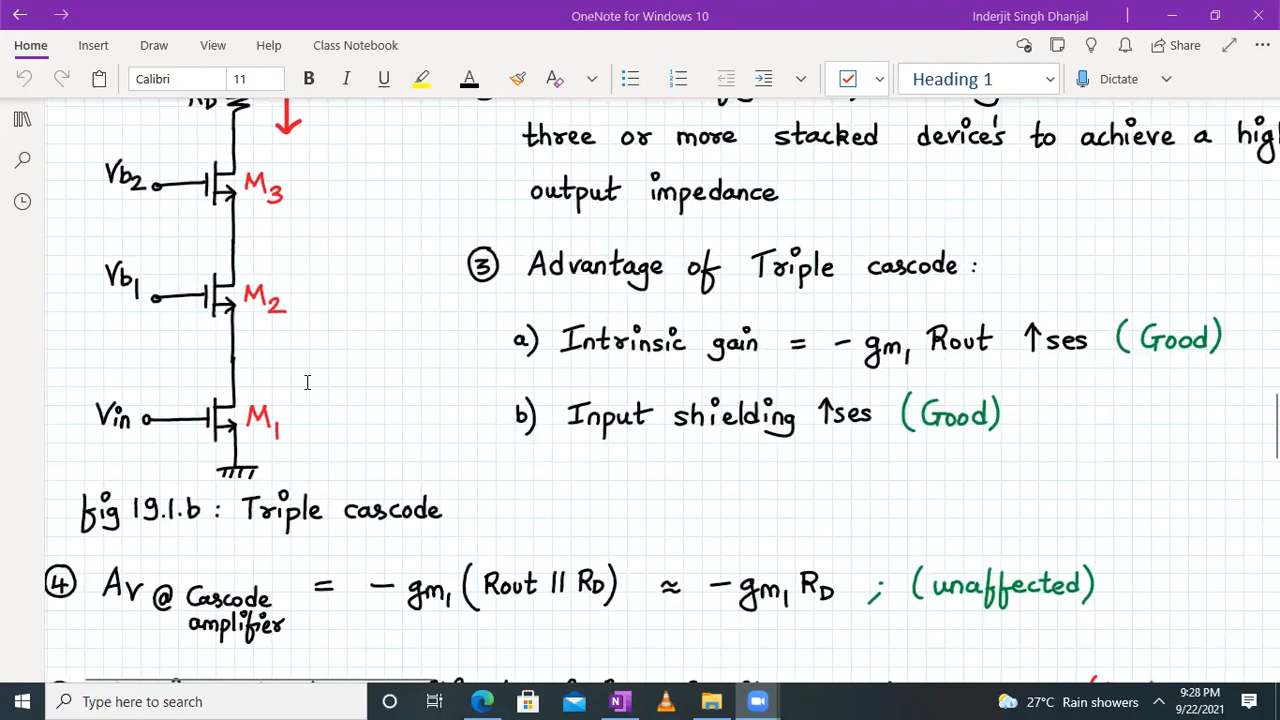 OneNote for Windows 10
Inderjit Singh Dhanjal
Home Insert Draw View Help Class Notebook
Share
Calibri 11 B I U A Heading 1 Dictate
RD
three or more stacked devices' to achieve a hig
Vb2 M3
output impedance
③ Advantage of Triple cascode :
Vb1 M2
a) Intrinsic gain = - gm1 Rout ↑ses (Good)
Vin M1
b) Input shielding ↑ses (Good)
fig 19.1.b : Triple cascode
④ Av @ Cascode amplifier = - gm1 (Rout || RD) ≈ - gm1 RD ; (unaffected)
Type here to search
27°C Rain showers
9:28 PM
9/22/2021